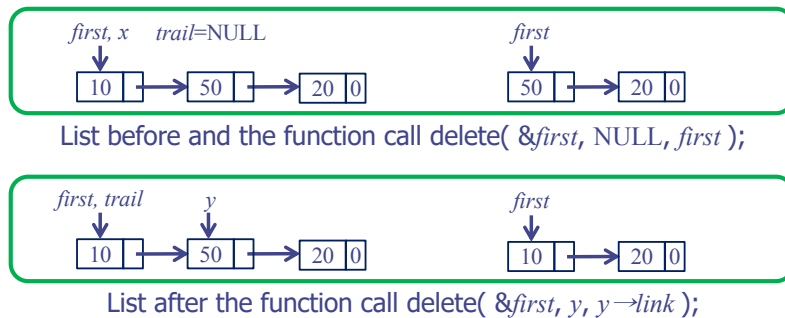 first, x trail=NULL first
10 50 20 0 50 20 0
List before and the function call delete( &first, NULL, first );
first, trail y first
10 50 20 0 10 20 0
List after the function call delete( &first, y, y→link );